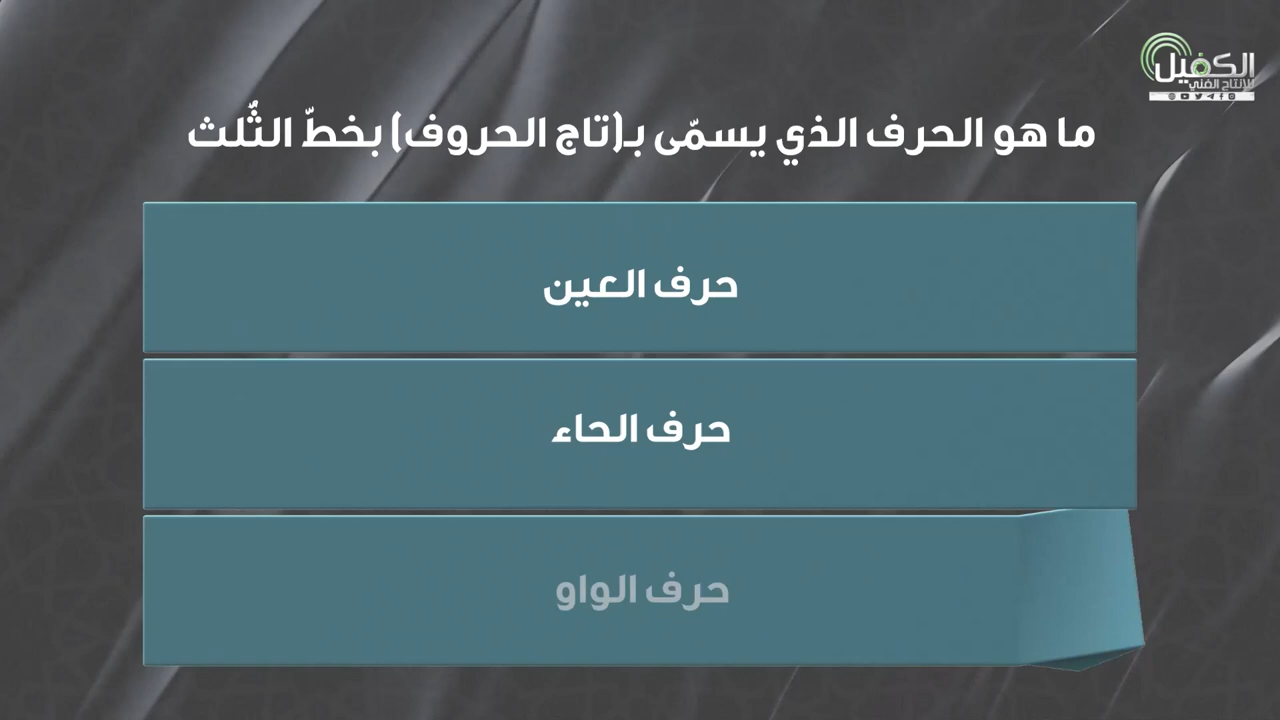 الكفيل
للإنتاج الفني
ما هو الحرف الذي يسمّى بـ(تاج الحروف) بخطّ الثُّلث
حرف العين
حرف الحاء
حرف الواو